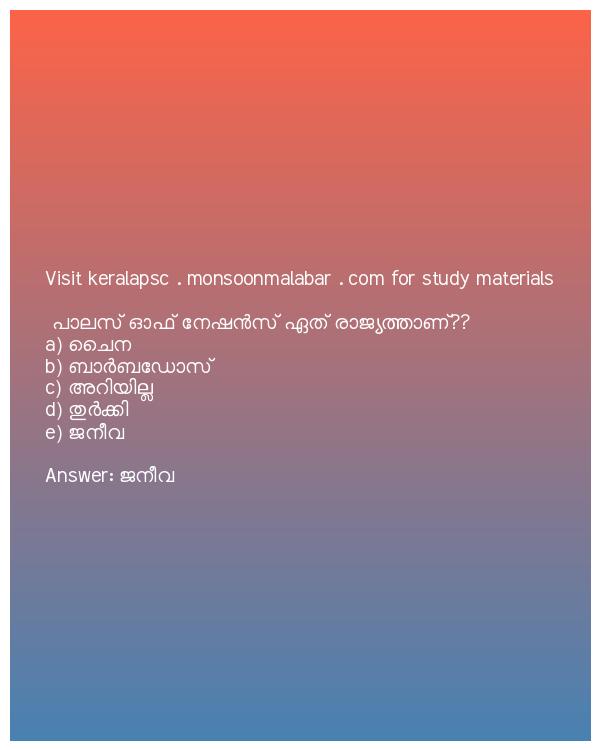 Visit keralapsc . monsoonmalabar . com for study materials
പാലസ് ഓഫ് നേഷൻസ് ഏത് രാജ്യത്താണ്??
a) ചൈന
b) ബാർബഡോസ്
c) അറിയില്ല
d) തുർക്കി
e) ജനീവ
Answer: ജനീവ